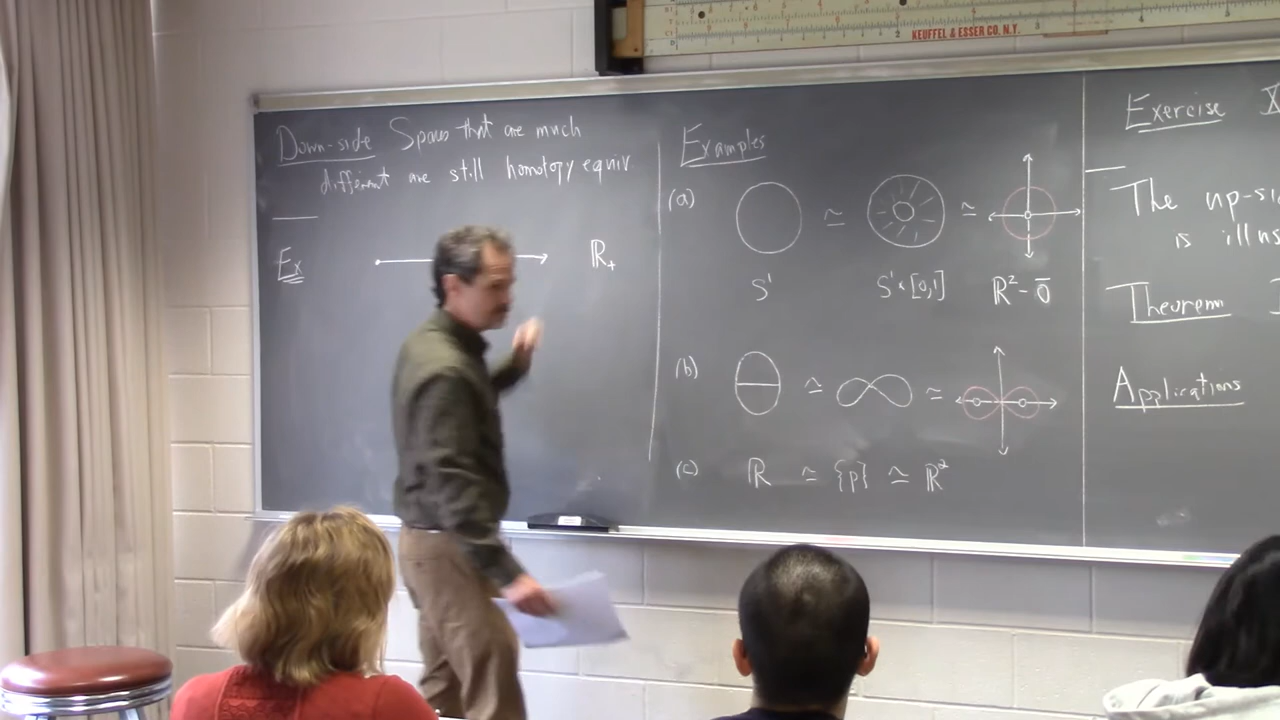 KEUFFEL & ESSER CO. N.Y.
Down-side Spaces that are much
different are still homotopy equiv.
Ex
ℝ₊
Examples
(a) ≃ ≃
S¹ S¹×[0,1] ℝ² - 0̄
(b) ≃ ≃
(c) ℝ ≃ {p} ≃ ℝ²
Exercise X
The up-si
is illus
Theorem
Applications